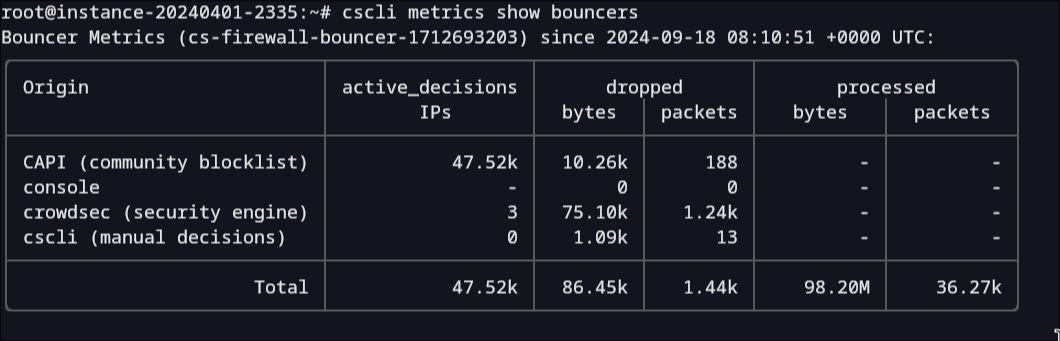 root@instance-20240401-2335:~# cscli metrics show bouncers
Bouncer Metrics (cs-firewall-bouncer-1712693203) since 2024-09-18 08:10:51 +0000 UTC:
Origin active_decisions dropped processed
IPs bytes packets bytes packets
CAPI (community blocklist) 47.52k 10.26k 188 - -
console - 0 0 - -
crowdsec (security engine) 3 75.10k 1.24k - -
cscli (manual decisions) 0 1.09k 13 - -
Total 47.52k 86.45k 1.44k 98.20M 36.27k